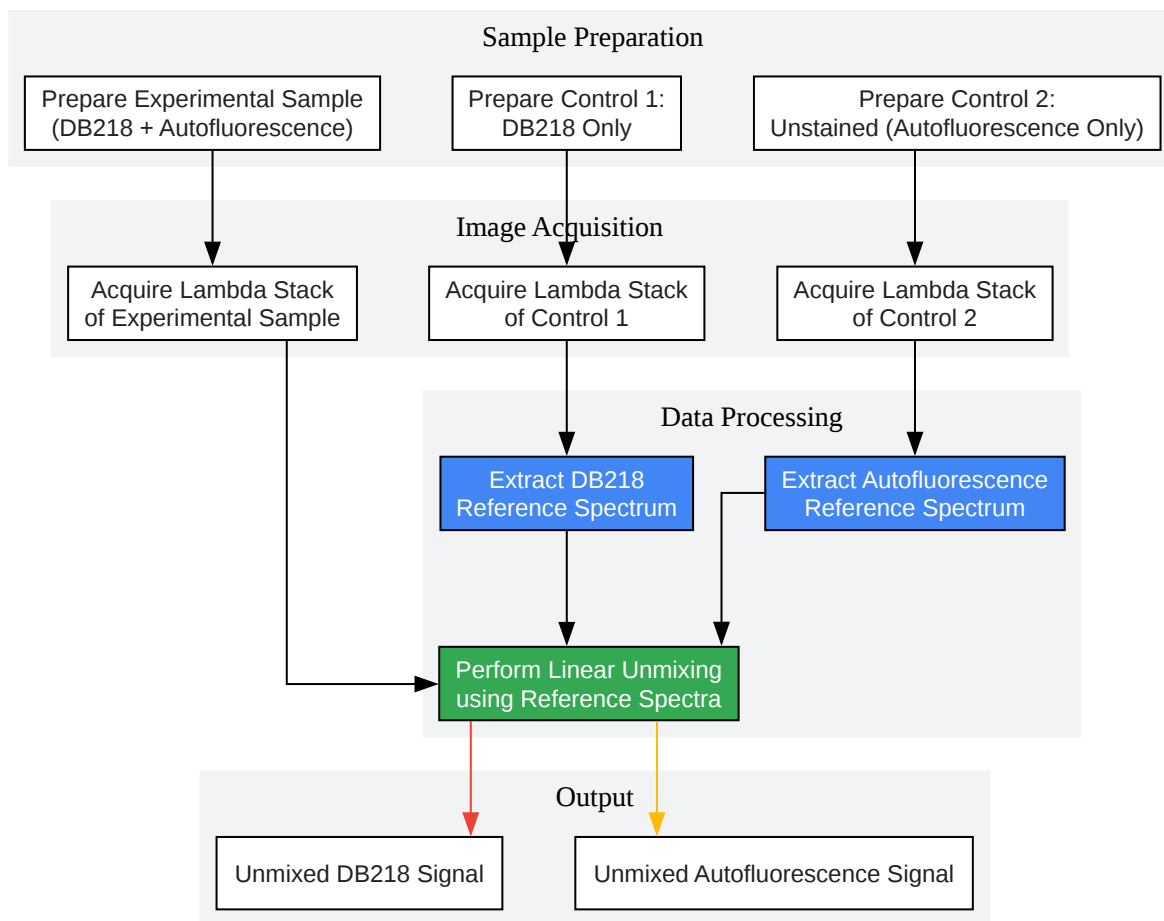 Sample Preparation
Prepare Experimental Sample
(DB218 + Autofluorescence)
Prepare Control 1:
DB218 Only
Prepare Control 2:
Unstained (Autofluorescence Only)
Image Acquisition
Acquire Lambda Stack
of Experimental Sample
Acquire Lambda Stack
of Control 1
Acquire Lambda Stack
of Control 2
Data Processing
Extract DB218
Reference Spectrum
Extract Autofluorescence
Reference Spectrum
Perform Linear Unmixing
using Reference Spectra
Output
Unmixed DB218 Signal
Unmixed Autofluorescence Signal